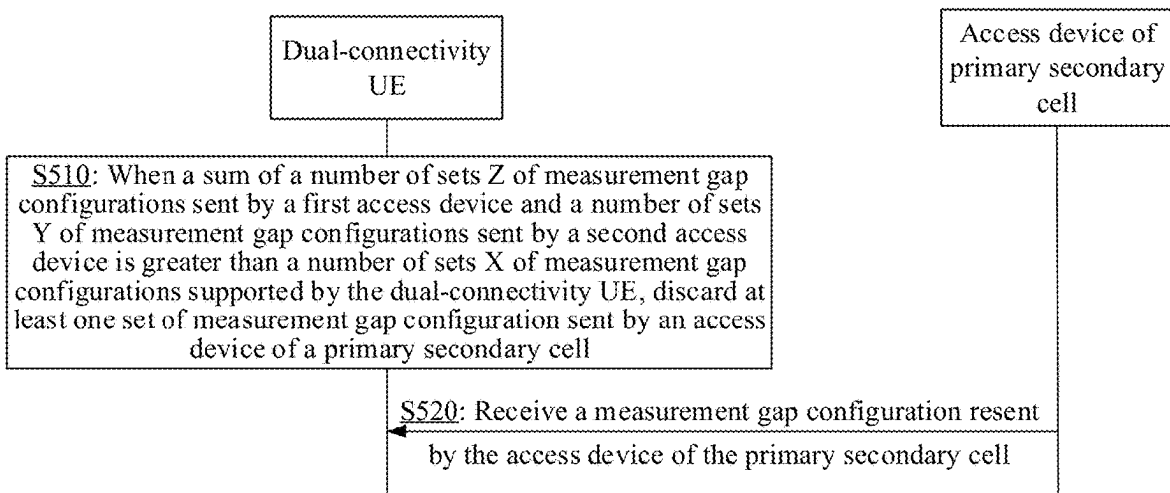 Dual-connectivity
UE
Access device of
primary secondary
cell
S510: When a sum of a number of sets Z of measurement gap
configurations sent by a first access device and a number of sets
Y of measurement gap configurations sent by a second access
device is greater than a number of sets X of measurement gap
configurations supported by the dual-connectivity UE, discard at
least one set of measurement gap configuration sent by an access
device of a primary secondary cell
S520: Receive a measurement gap configuration resent
by the access device of the primary secondary cell